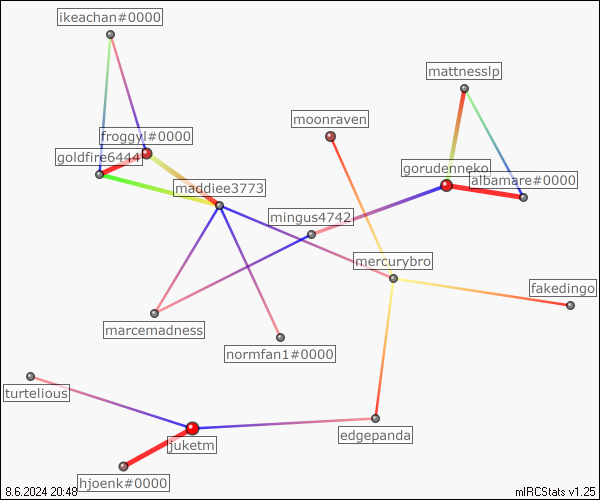 ikeachan#0000
mattnesslp
moonraven
froggyl#0000
goldfire6444
gorudenneko
albamare#0000
maddiee3773
mingus4742
mercurybro
fakedingo
marcemadness
normfan1#0000
turtelious
edgepanda
juketm
hjoenk#0000
8.6.2024 20:48
mIRCStats v1.25